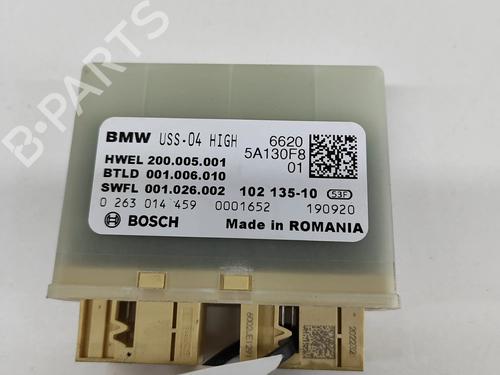 BMW USS-04 HIGH 6620
5A130F8
01
HWEL 200.005.001
BTLD 001.006.010
SWFL 001.026.002 102 135-10 53F
0 263 014 459 0001652 190920
BOSCH Made in ROMANIA
B-PARTS